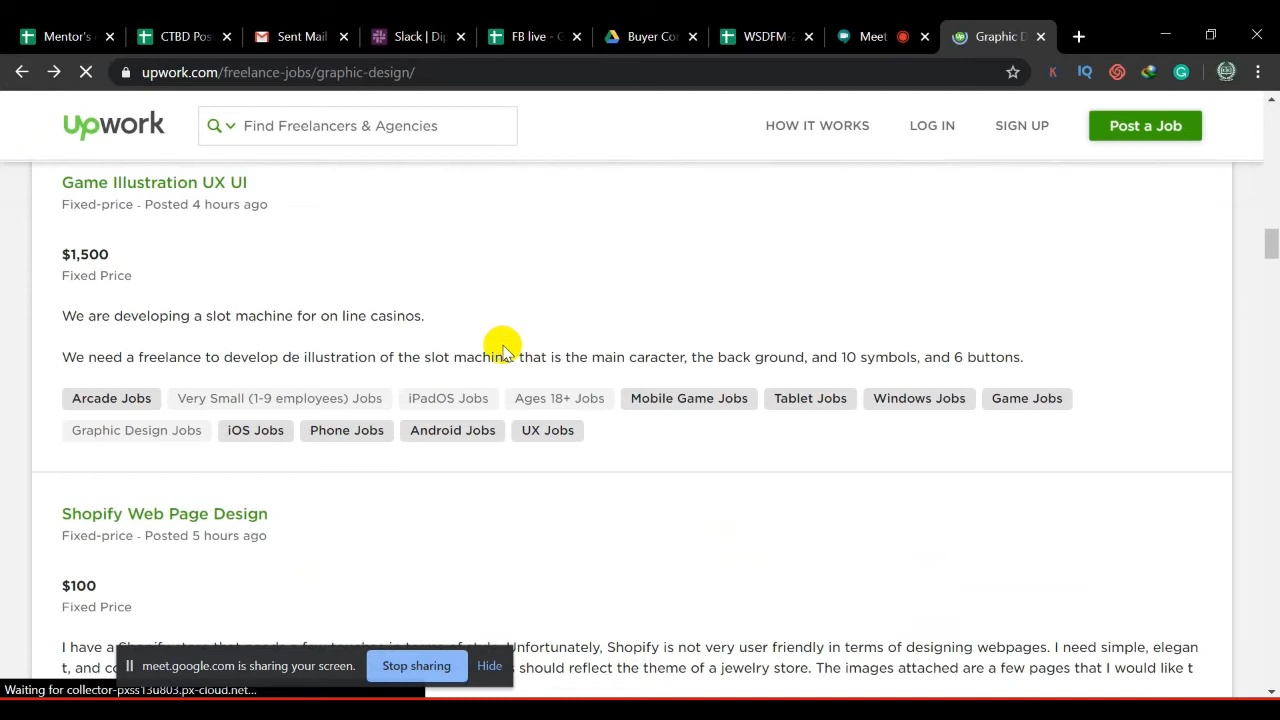 Mentor's
CTBD Pos
Sent Mail
Slack | Dip
FB live - G
Buyer Con
WSDFM-2
Meet
Graphic D
upwork.com/freelance-jobs/graphic-design/
upwork
Find Freelancers & Agencies
HOW IT WORKS
LOG IN
SIGN UP
Post a Job
Game Illustration UX UI
Fixed-price - Posted 4 hours ago
$1,500
Fixed Price
We are developing a slot machine for on line casinos.
We need a freelance to develop de illustration of the slot machine that is the main caracter, the back ground, and 10 symbols, and 6 buttons.
Arcade Jobs Very Small (1-9 employees) Jobs iPadOS Jobs Ages 18+ Jobs Mobile Game Jobs Tablet Jobs Windows Jobs Game Jobs
Graphic Design Jobs iOS Jobs Phone Jobs Android Jobs UX Jobs
Shopify Web Page Design
Fixed-price - Posted 5 hours ago
$100
Fixed Price
I have a Unfortunately, Shopify is not very user friendly in terms of designing webpages. I need simple, elegan
t, and should reflect the theme of a jewelry store. The images attached are a few pages that I would like t
meet.google.com is sharing your screen.
Stop sharing
Hide
Waiting for collector-pxss13u803.px-cloud.net...